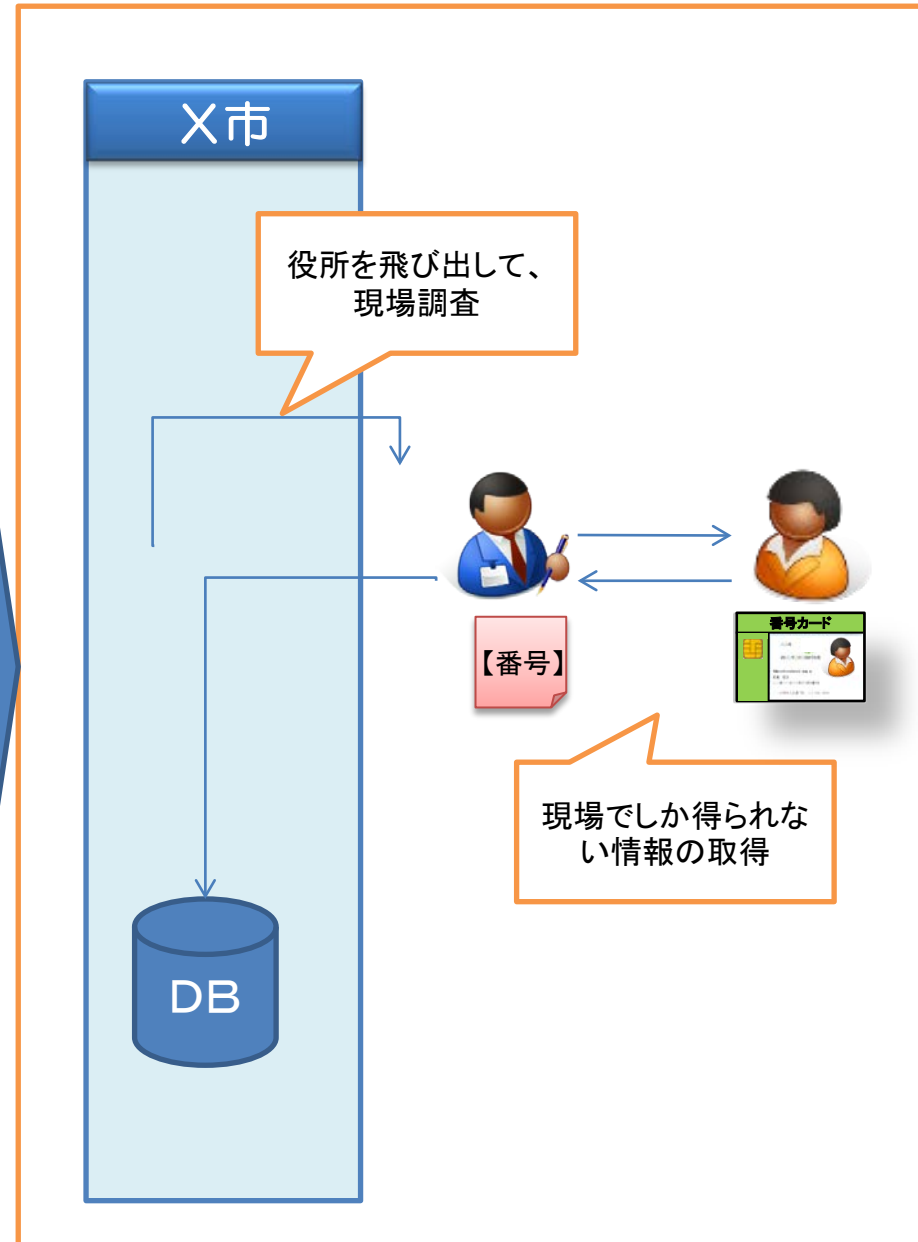 X市
役所を飛び出して、
現場調査
【番号】
番号カード
現場でしか得られな
い情報の取得
DB